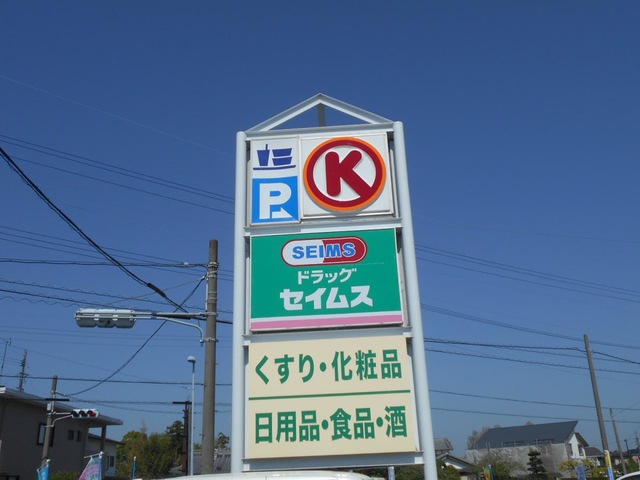 P
K
SEIMS
ドラッグ
セイムス
くすり・化粧品
日用品・食品・酒